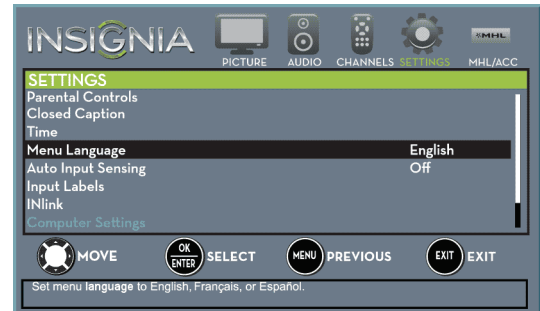 INSIGNIA
PICTURE AUDIO CHANNELS SETTINGS MHL/ACC
MHL
SETTINGS
Parental Controls
Closed Caption
Time
Menu Language English
Auto Input Sensing Off
Input Labels
INlink
Computer Settings
MOVE OK ENTER SELECT MENU PREVIOUS EXIT EXIT
Set menu language to English, Français, or Español.